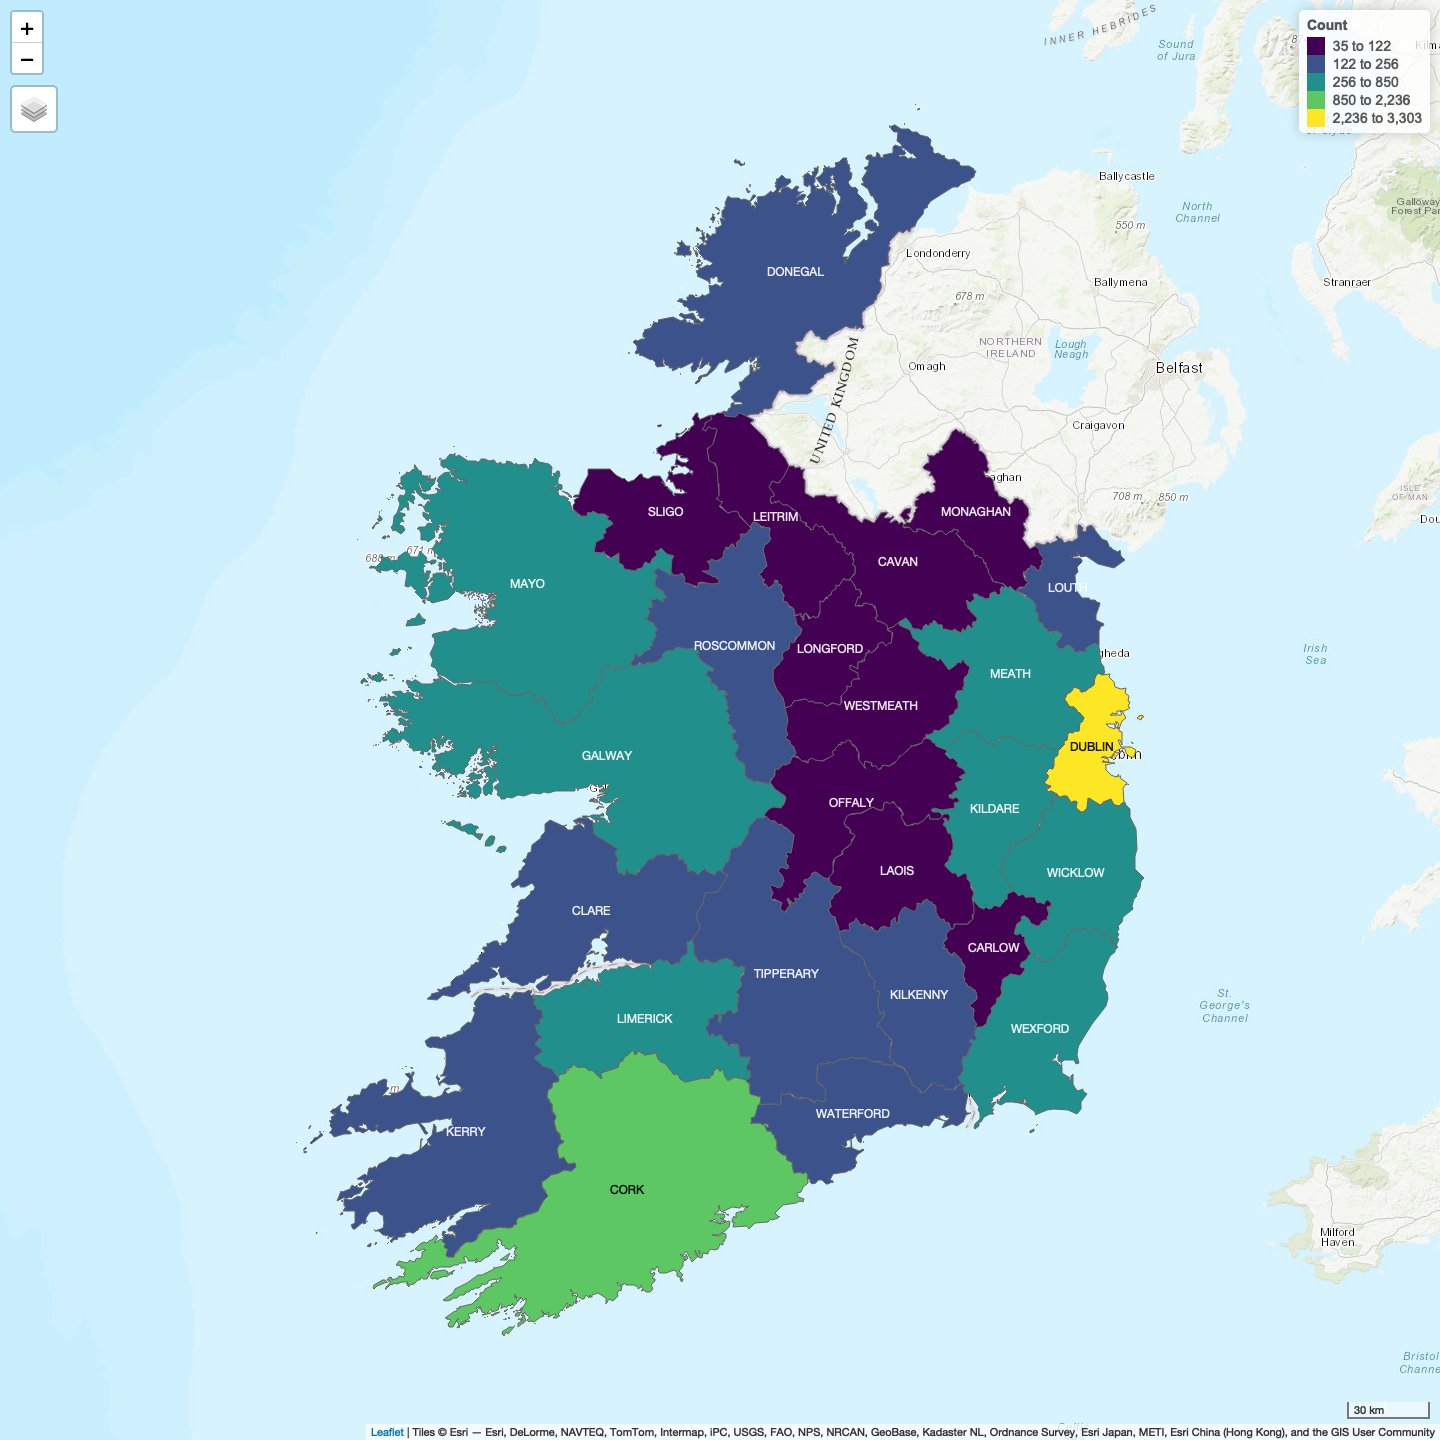 +
−
Count
35 to 122
122 to 256
256 to 850
850 to 2,236
2,236 to 3,303
INNER HEBRIDES
Sound
of Jura
Ballycastle
North
Channel
Galloway
550 m
Londonderry
Ballymena
Stranraer
DONEGAL
678 m
NORTHERN
IRELAND
Lough
Neagh
UNITED KINGDOM
Omagh
Belfast
Craigavon
aghan
708 m
850 m
ISLE
OF MAN
Dou
SLIGO
LEITRIM
MONAGHAN
671 m
CAVAN
MAYO
LOUTH
ROSCOMMON
LONGFORD
gheda
Irish
Sea
MEATH
WESTMEATH
DUBLIN
GALWAY
OFFALY
KILDARE
LAOIS
WICKLOW
CLARE
CARLOW
TIPPERARY
KILKENNY
St.
George's
Channel
LIMERICK
WEXFORD
m
WATERFORD
KERRY
CORK
Milford
Haven
Bristol
Channe
30 km
Leaflet | Tiles © Esri — Esri, DeLorme, NAVTEQ, TomTom, Intermap, iPC, USGS, FAO, NPS, NRCAN, GeoBase, Kadaster NL, Ordnance Survey, Esri Japan, METI, Esri China (Hong Kong), and the GIS User Community